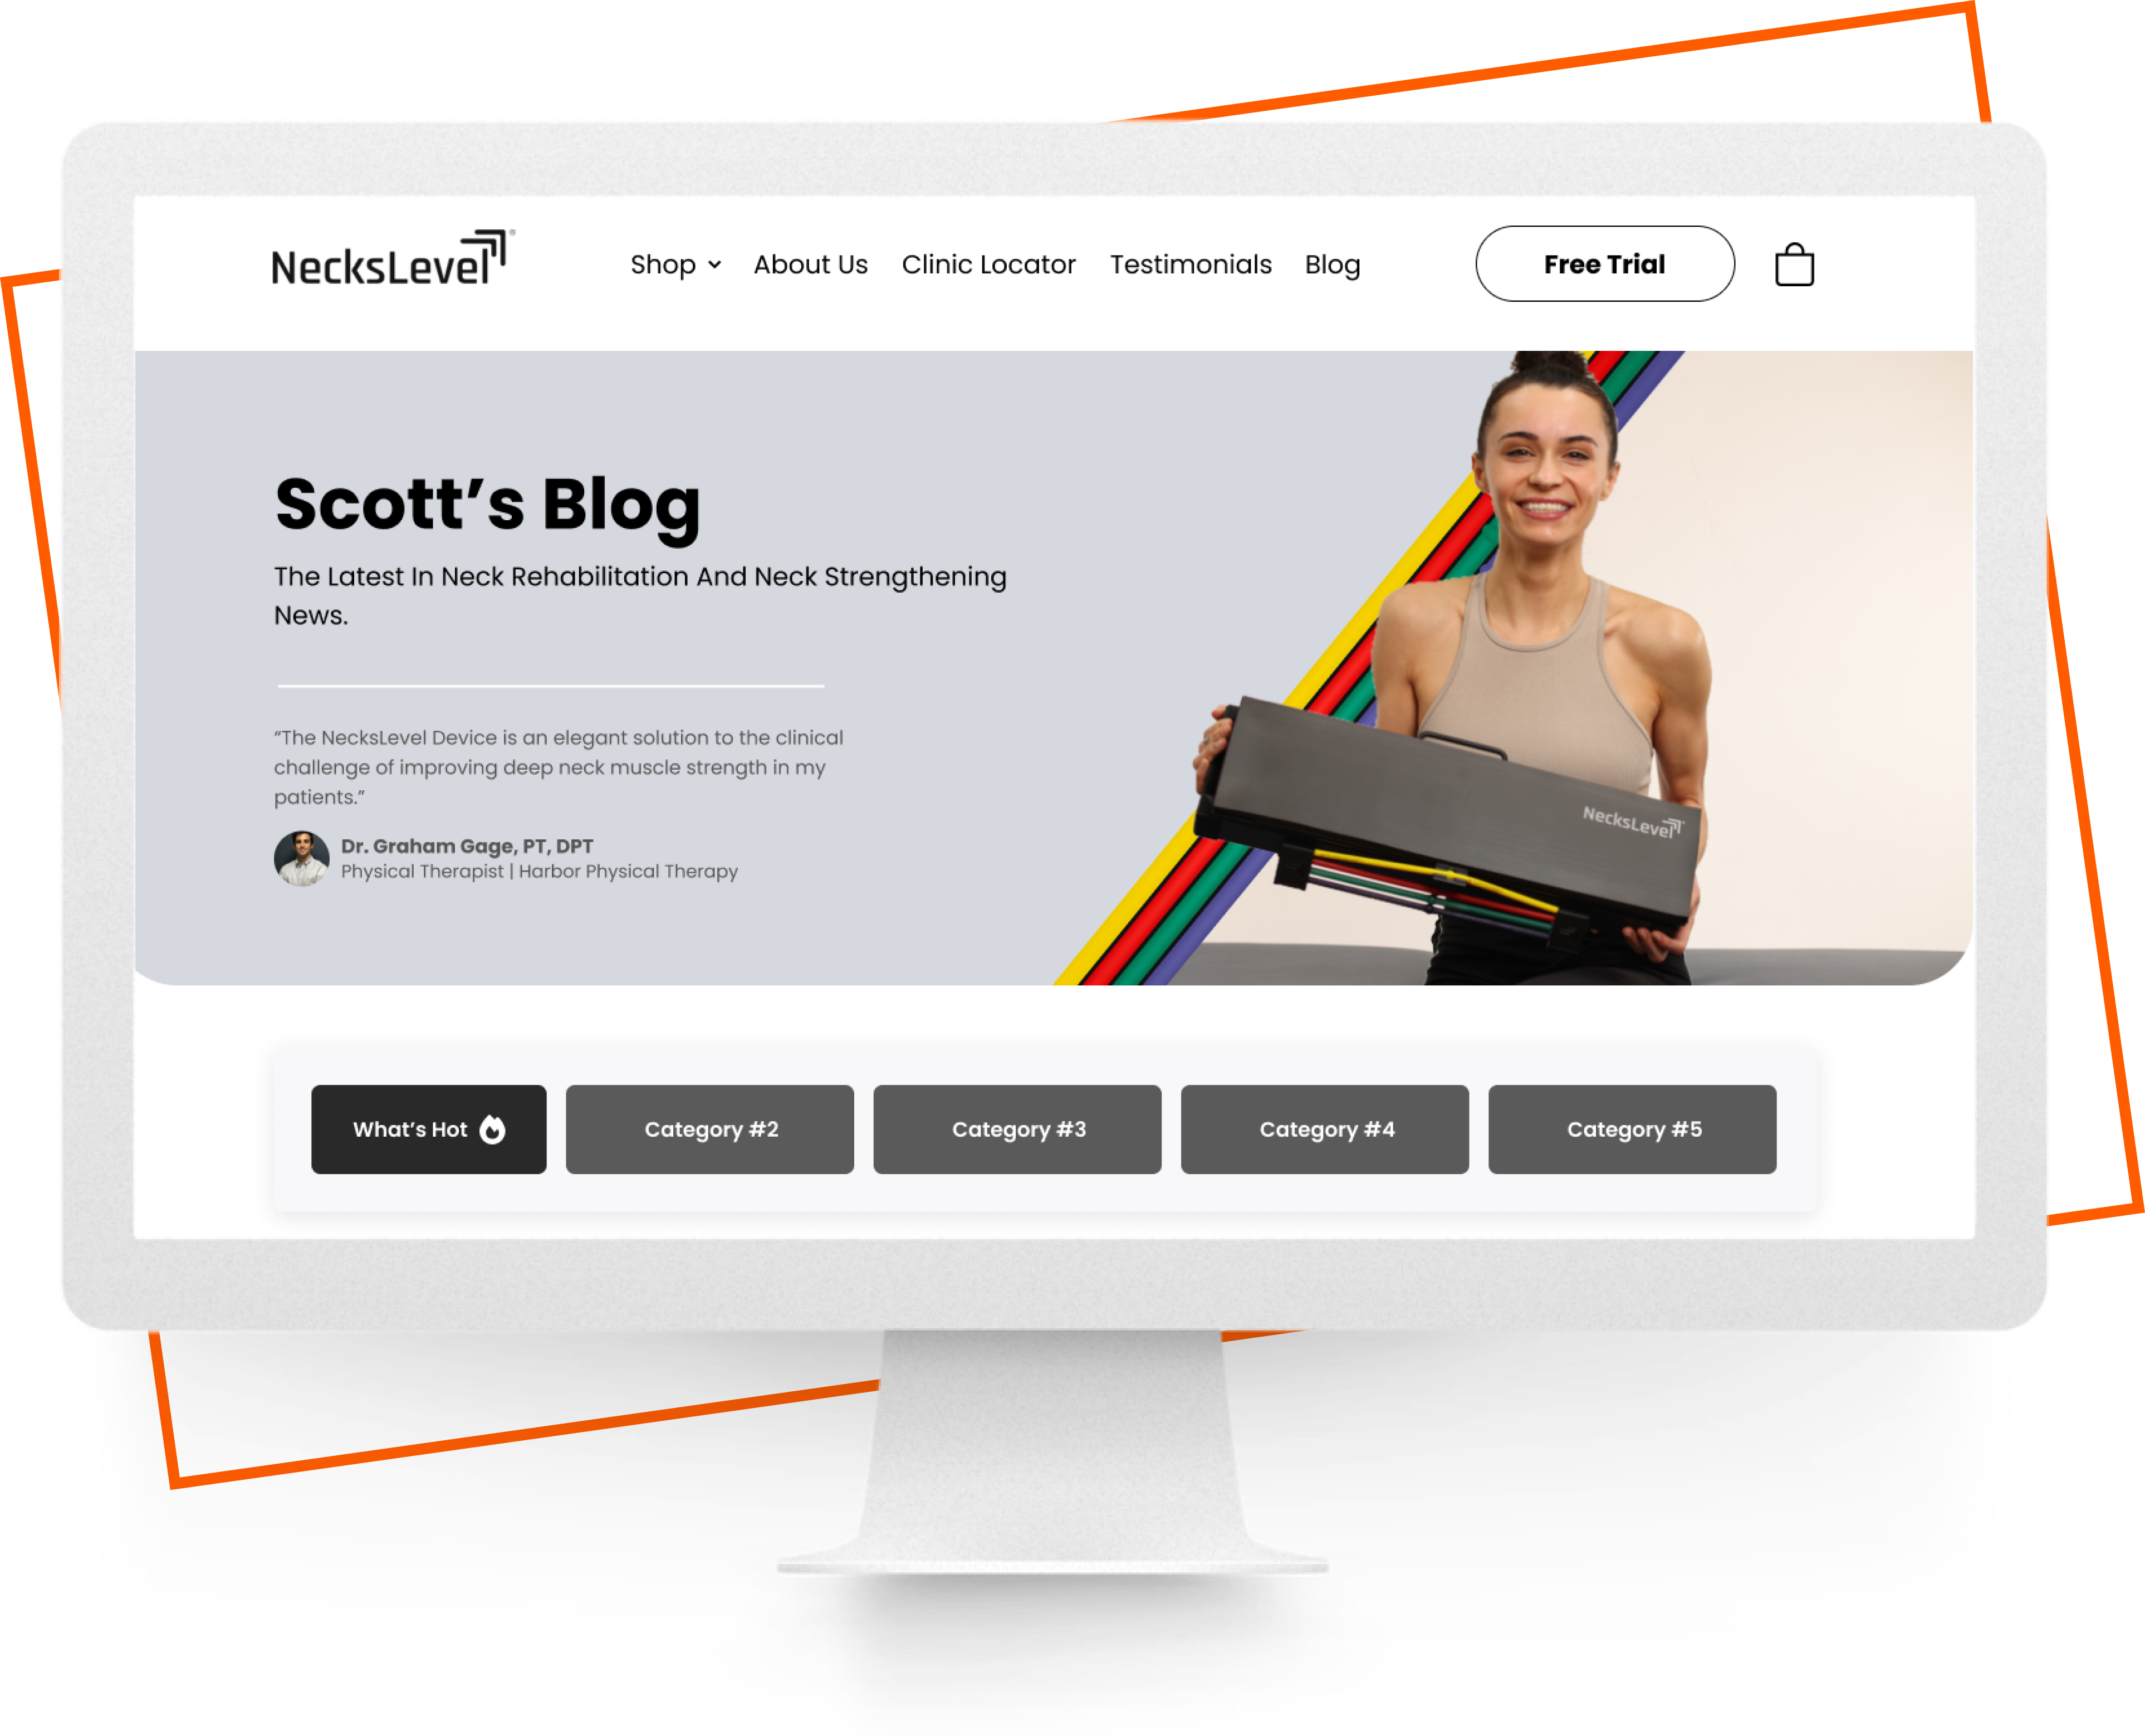 NecksLevel®
Shop
About Us
Clinic Locator
Testimonials
Blog
Free Trial
Scott’s Blog
The Latest In Neck Rehabilitation And Neck Strengthening
News.
“The NecksLevel Device is an elegant solution to the clinical
challenge of improving deep neck muscle strength in my
patients.”
Dr. Graham Gage, PT, DPT
Physical Therapist | Harbor Physical Therapy
NecksLevel
What’s Hot
Category #2
Category #3
Category #4
Category #5